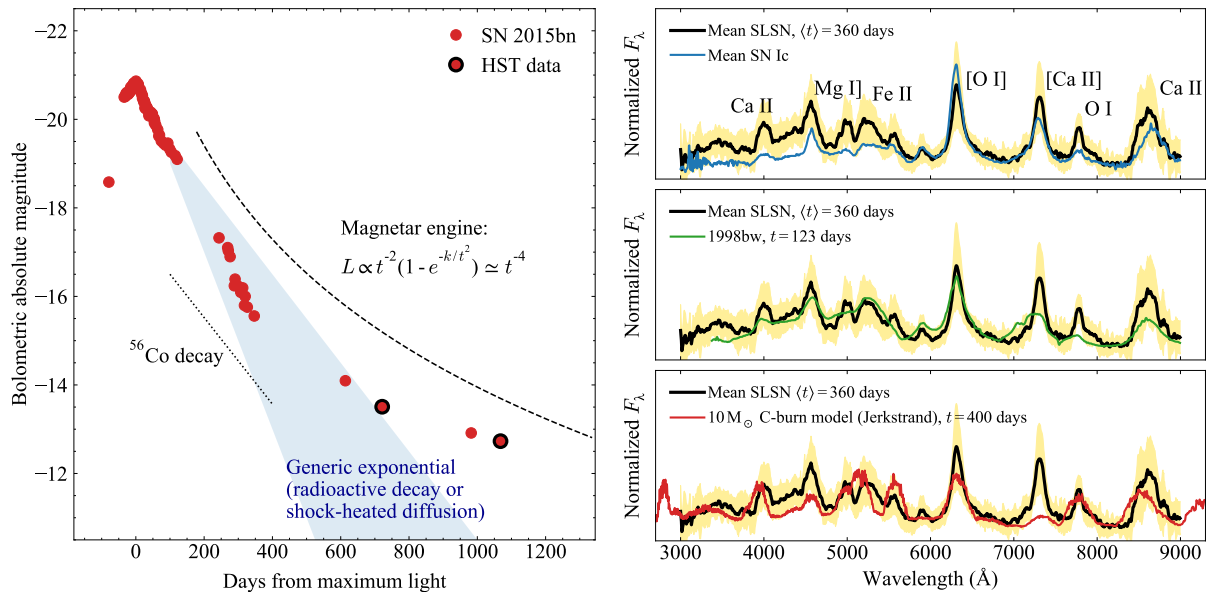 −22
−20
−18
−16
−14
−12
Bolometric absolute magnitude
SN 2015bn
HST data
Magnetar engine:
L ∝ t⁻²(1 - e^{-k/t²}) ≃ t⁻⁴
⁵⁶Co decay
Generic exponential
(radioactive decay or
shock-heated diffusion)
0 200 400 600 800 1000 1200
Days from maximum light
Normalized F_λ
Mean SLSN, ⟨t⟩ = 360 days
Mean SN Ic
Ca II
Mg I]
Fe II
[O I]
[Ca II]
O I
Ca II
Normalized F_λ
Mean SLSN, ⟨t⟩ = 360 days
1998bw, t = 123 days
Normalized F_λ
Mean SLSN ⟨t⟩ = 360 days
10 M_⊙ C-burn model (Jerkstrand), t = 400 days
3000 4000 5000 6000 7000 8000 9000
Wavelength (Å)